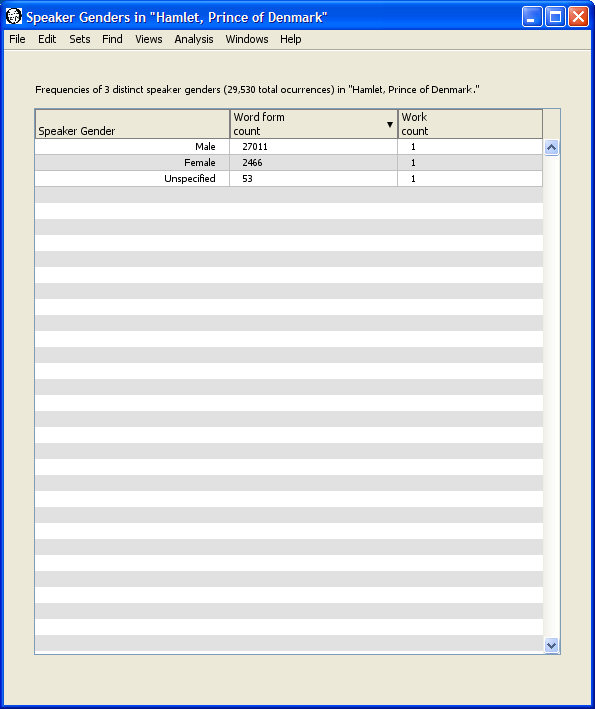 Speaker Genders in "Hamlet, Prince of Denmark"
File Edit Sets Find Views Analysis Windows Help
Frequencies of 3 distinct speaker genders (29,530 total ocurrences) in "Hamlet, Prince of Denmark."
Speaker Gender Word form count Work count
Male 27011 1
Female 2466 1
Unspecified 53 1